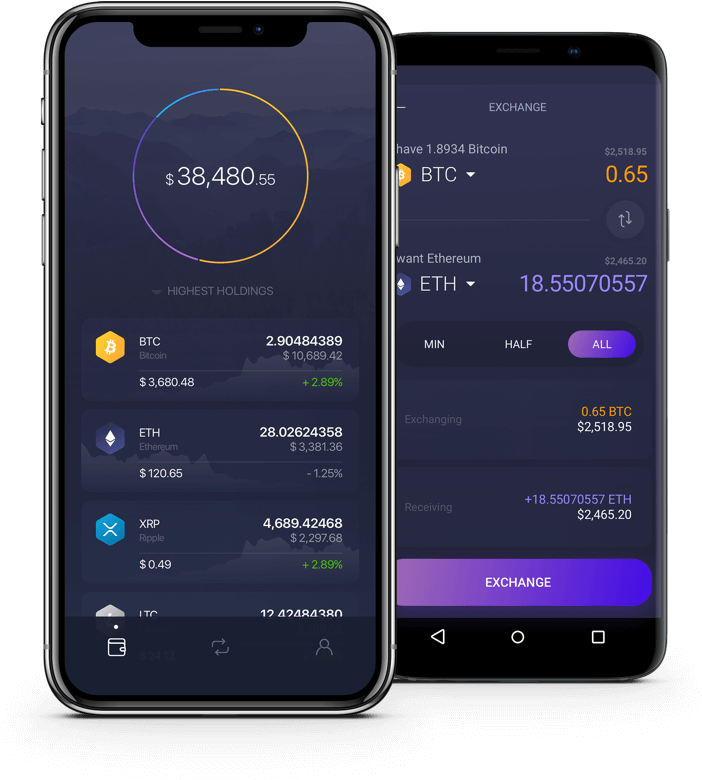 $38,480.55
HIGHEST HOLDINGS
BTC 2.90484389
Bitcoin $10,689.42
$3,680.48 +2.89%
ETH 28.02624358
Ethereum $3,381.36
$120.65 -1.25%
XRP 4,689.42468
Ripple $2,297.68
$0.49 +2.89%
LTC 12.42484380
EXCHANGE
have 1.8934 Bitcoin
$2,518.95
BTC 0.65
want Ethereum
$2,465.20
ETH 18.55070557
MIN HALF ALL
Exchanging
0.65 BTC
$2,518.95
Receiving
+18.55070557 ETH
$2,465.20
EXCHANGE